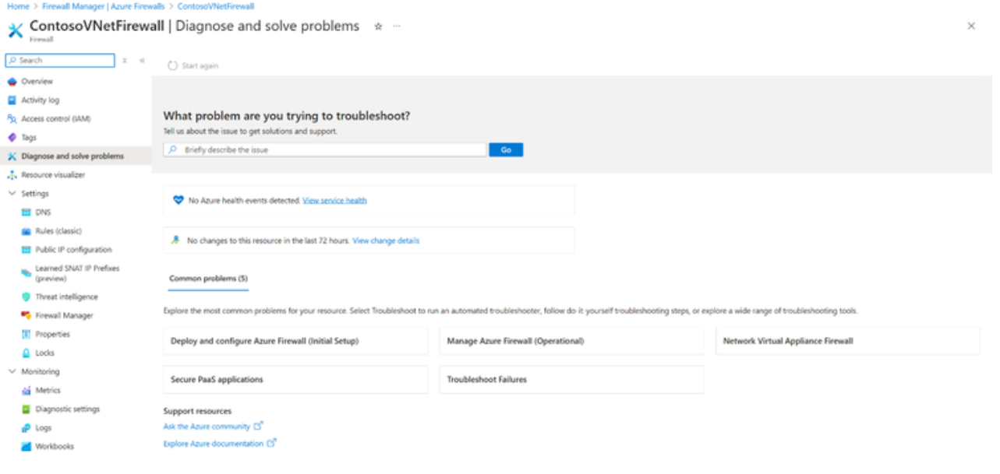 Home > Firewall Manager | Azure Firewalls > ContosoVNetFirewall
ContosoVNetFirewall | Diagnose and solve problems
Firewall
Search
Start again
Overview
Activity log
Access control (IAM)
Tags
Diagnose and solve problems
Resource visualizer
Settings
DNS
Rules (classic)
Public IP configuration
Learned SNAT IP Prefixes
(preview)
Threat intelligence
Firewall Manager
Properties
Locks
Monitoring
Metrics
Diagnostic settings
Logs
Workbooks
What problem are you trying to troubleshoot?
Tell us about the issue to get solutions and support.
Briefly describe the issue
Go
No Azure health events detected. View service health
No changes to this resource in the last 72 hours. View change details
Common problems (5)
Explore the most common problems for your resource. Select Troubleshoot to run an automated troubleshooter, follow do it yourself troubleshooting steps, or explore a wide range of troubleshooting tools.
Deploy and configure Azure Firewall (Initial Setup)
Manage Azure Firewall (Operational)
Network Virtual Appliance Firewall
Secure PaaS applications
Troubleshoot Failures
Support resources
Ask the Azure community
Explore Azure documentation